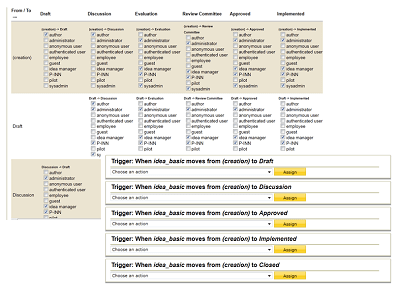 From / To
Draft Discussion Evaluation Review Committee Approved Implemented
(creation)
(creation) -> Draft
author
administrator
anonymous user
authenticated user
employee
guest
idea manager
P-INN
pilot
sysadmin
(creation) -> Discussion
author
administrator
anonymous user
authenticated user
employee
guest
idea manager
P-INN
pilot
sysadmin
(creation) -> Evaluation
author
administrator
anonymous user
authenticated user
employee
guest
idea manager
P-INN
pilot
sysadmin
(creation) -> Review
Committee
author
administrator
anonymous user
authenticated user
employee
guest
idea manager
P-INN
pilot
sysadmin
(creation) -> Approved
author
administrator
anonymous user
authenticated user
employee
guest
idea manager
P-INN
pilot
sysadmin
(creation) -> Implemented
author
administrator
anonymous user
authenticated user
employee
guest
idea manager
P-INN
pilot
sysadmin
Draft
Draft -> Discussion
author
administrator
anonymous user
authenticated user
employee
guest
idea manager
P-INN
pilot
sy
Draft -> Evaluation
author
administrator
anonymous user
authenticated user
employee
guest
idea manager
P-INN
pilot
Draft -> Review Committee
author
administrator
anonymous user
authenticated user
employee
guest
idea manager
P-INN
pilot
Draft -> Approved
author
administrator
anonymous user
authenticated user
employee
guest
idea manager
P-INN
pilot
Draft -> Implemented
author
administrator
anonymous user
authenticated user
employee
guest
idea manager
P-INN
pilot
Discussion
Discussion -> Draft
author
administrator
anonymous user
authenticated user
employee
guest
idea manager
P-INN
pilot
Trigger: When idea_basic moves from (creation) to Draft
Choose an action Assign
Trigger: When idea_basic moves from (creation) to Discussion
Choose an action Assign
Trigger: When idea_basic moves from (creation) to Approved
Choose an action Assign
Trigger: When idea_basic moves from (creation) to Implemented
Choose an action Assign
Trigger: When idea_basic moves from (creation) to Closed
Choose an action Assign